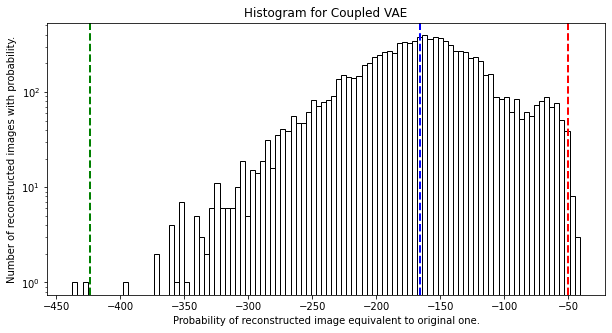 Histogram for Coupled VAE
Number of reconstructed images with probability.
10²
10¹
10⁰
−450 −400 −350 −300 −250 −200 −150 −100 −50
Probability of reconstructed image equivalent to original one.